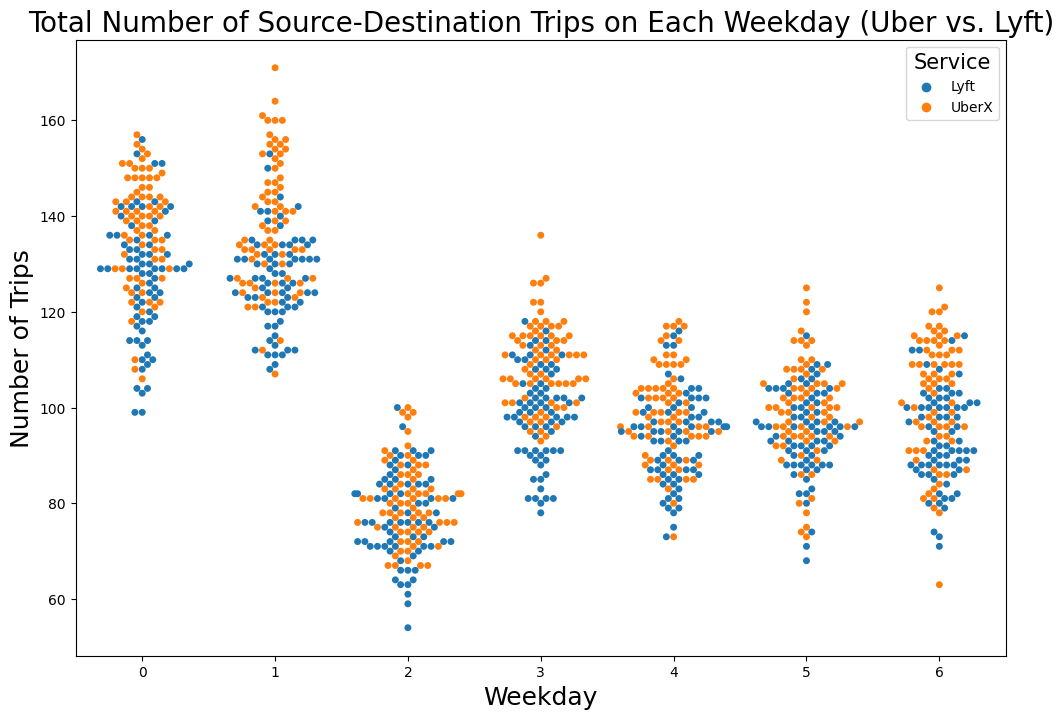 Total Number of Source-Destination Trips on Each Weekday (Uber vs. Lyft)
Service
Lyft
UberX
160
140
120
100
80
60
Number of Trips
0 1 2 3 4 5 6
Weekday